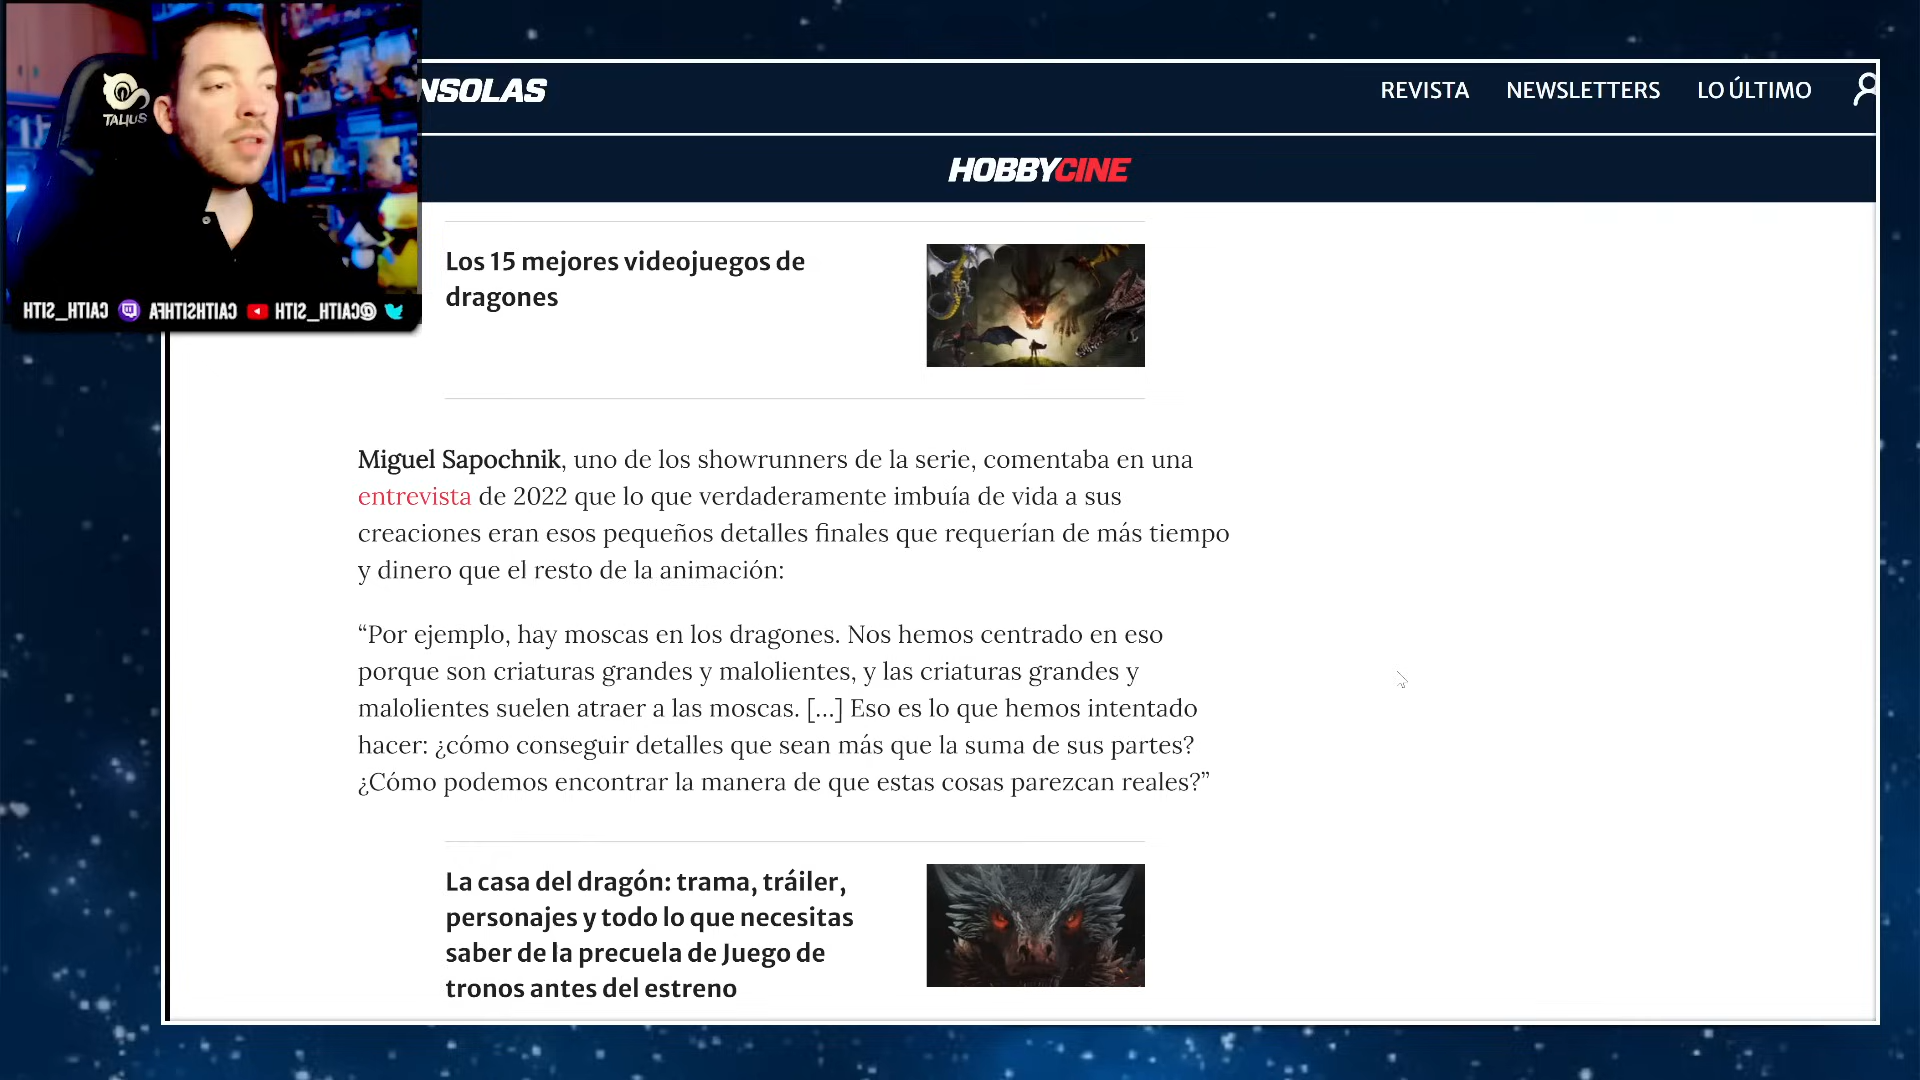 TALIUS
CAITH_SITH
CAITHSITHFA
@CAITH_SITH
NSOLAS
REVISTA
NEWSLETTERS
LO ÚLTIMO
HOBBYCINE
Los 15 mejores videojuegos de
dragones
Miguel Sapochnik, uno de los showrunners de la serie, comentaba en una
entrevista de 2022 que lo que verdaderamente imbuía de vida a sus
creaciones eran esos pequeños detalles finales que requerían de más tiempo
y dinero que el resto de la animación:
“Por ejemplo, hay moscas en los dragones. Nos hemos centrado en eso
porque son criaturas grandes y malolientes, y las criaturas grandes y
malolientes suelen atraer a las moscas. [...] Eso es lo que hemos intentado
hacer: ¿cómo conseguir detalles que sean más que la suma de sus partes?
¿Cómo podemos encontrar la manera de que estas cosas parezcan reales?”
La casa del dragón: trama, tráiler,
personajes y todo lo que necesitas
saber de la precuela de Juego de
tronos antes del estreno